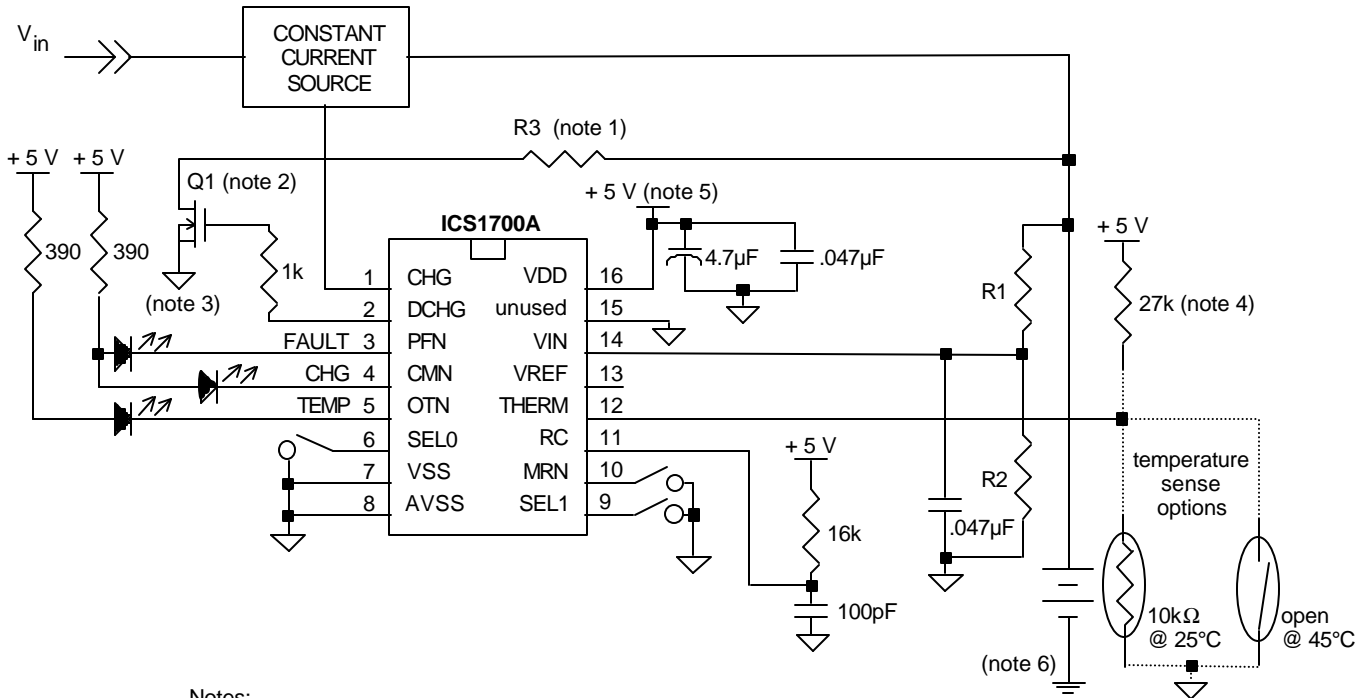 Vin
CONSTANT
CURRENT
SOURCE
R3 (note 1)
+ 5 V + 5 V
Q1 (note 2)
390
390
1k
(note 3)
+ 5 V (note 5)
4.7µF
.047µF
ICS1700A
1 CHG VDD 16
2 DCHG unused 15
FAULT 3 PFN VIN 14
CHG 4 CMN VREF 13
TEMP 5 OTN THERM 12
6 SEL0 RC 11
7 VSS MRN 10
8 AVSS SEL1 9
R1
+ 5 V
27k (note 4)
+ 5 V
16k
100pF
R2
.047µF
temperature
sense
options
10kΩ
@ 25°C
open
@ 45°C
(note 6)
Notes: